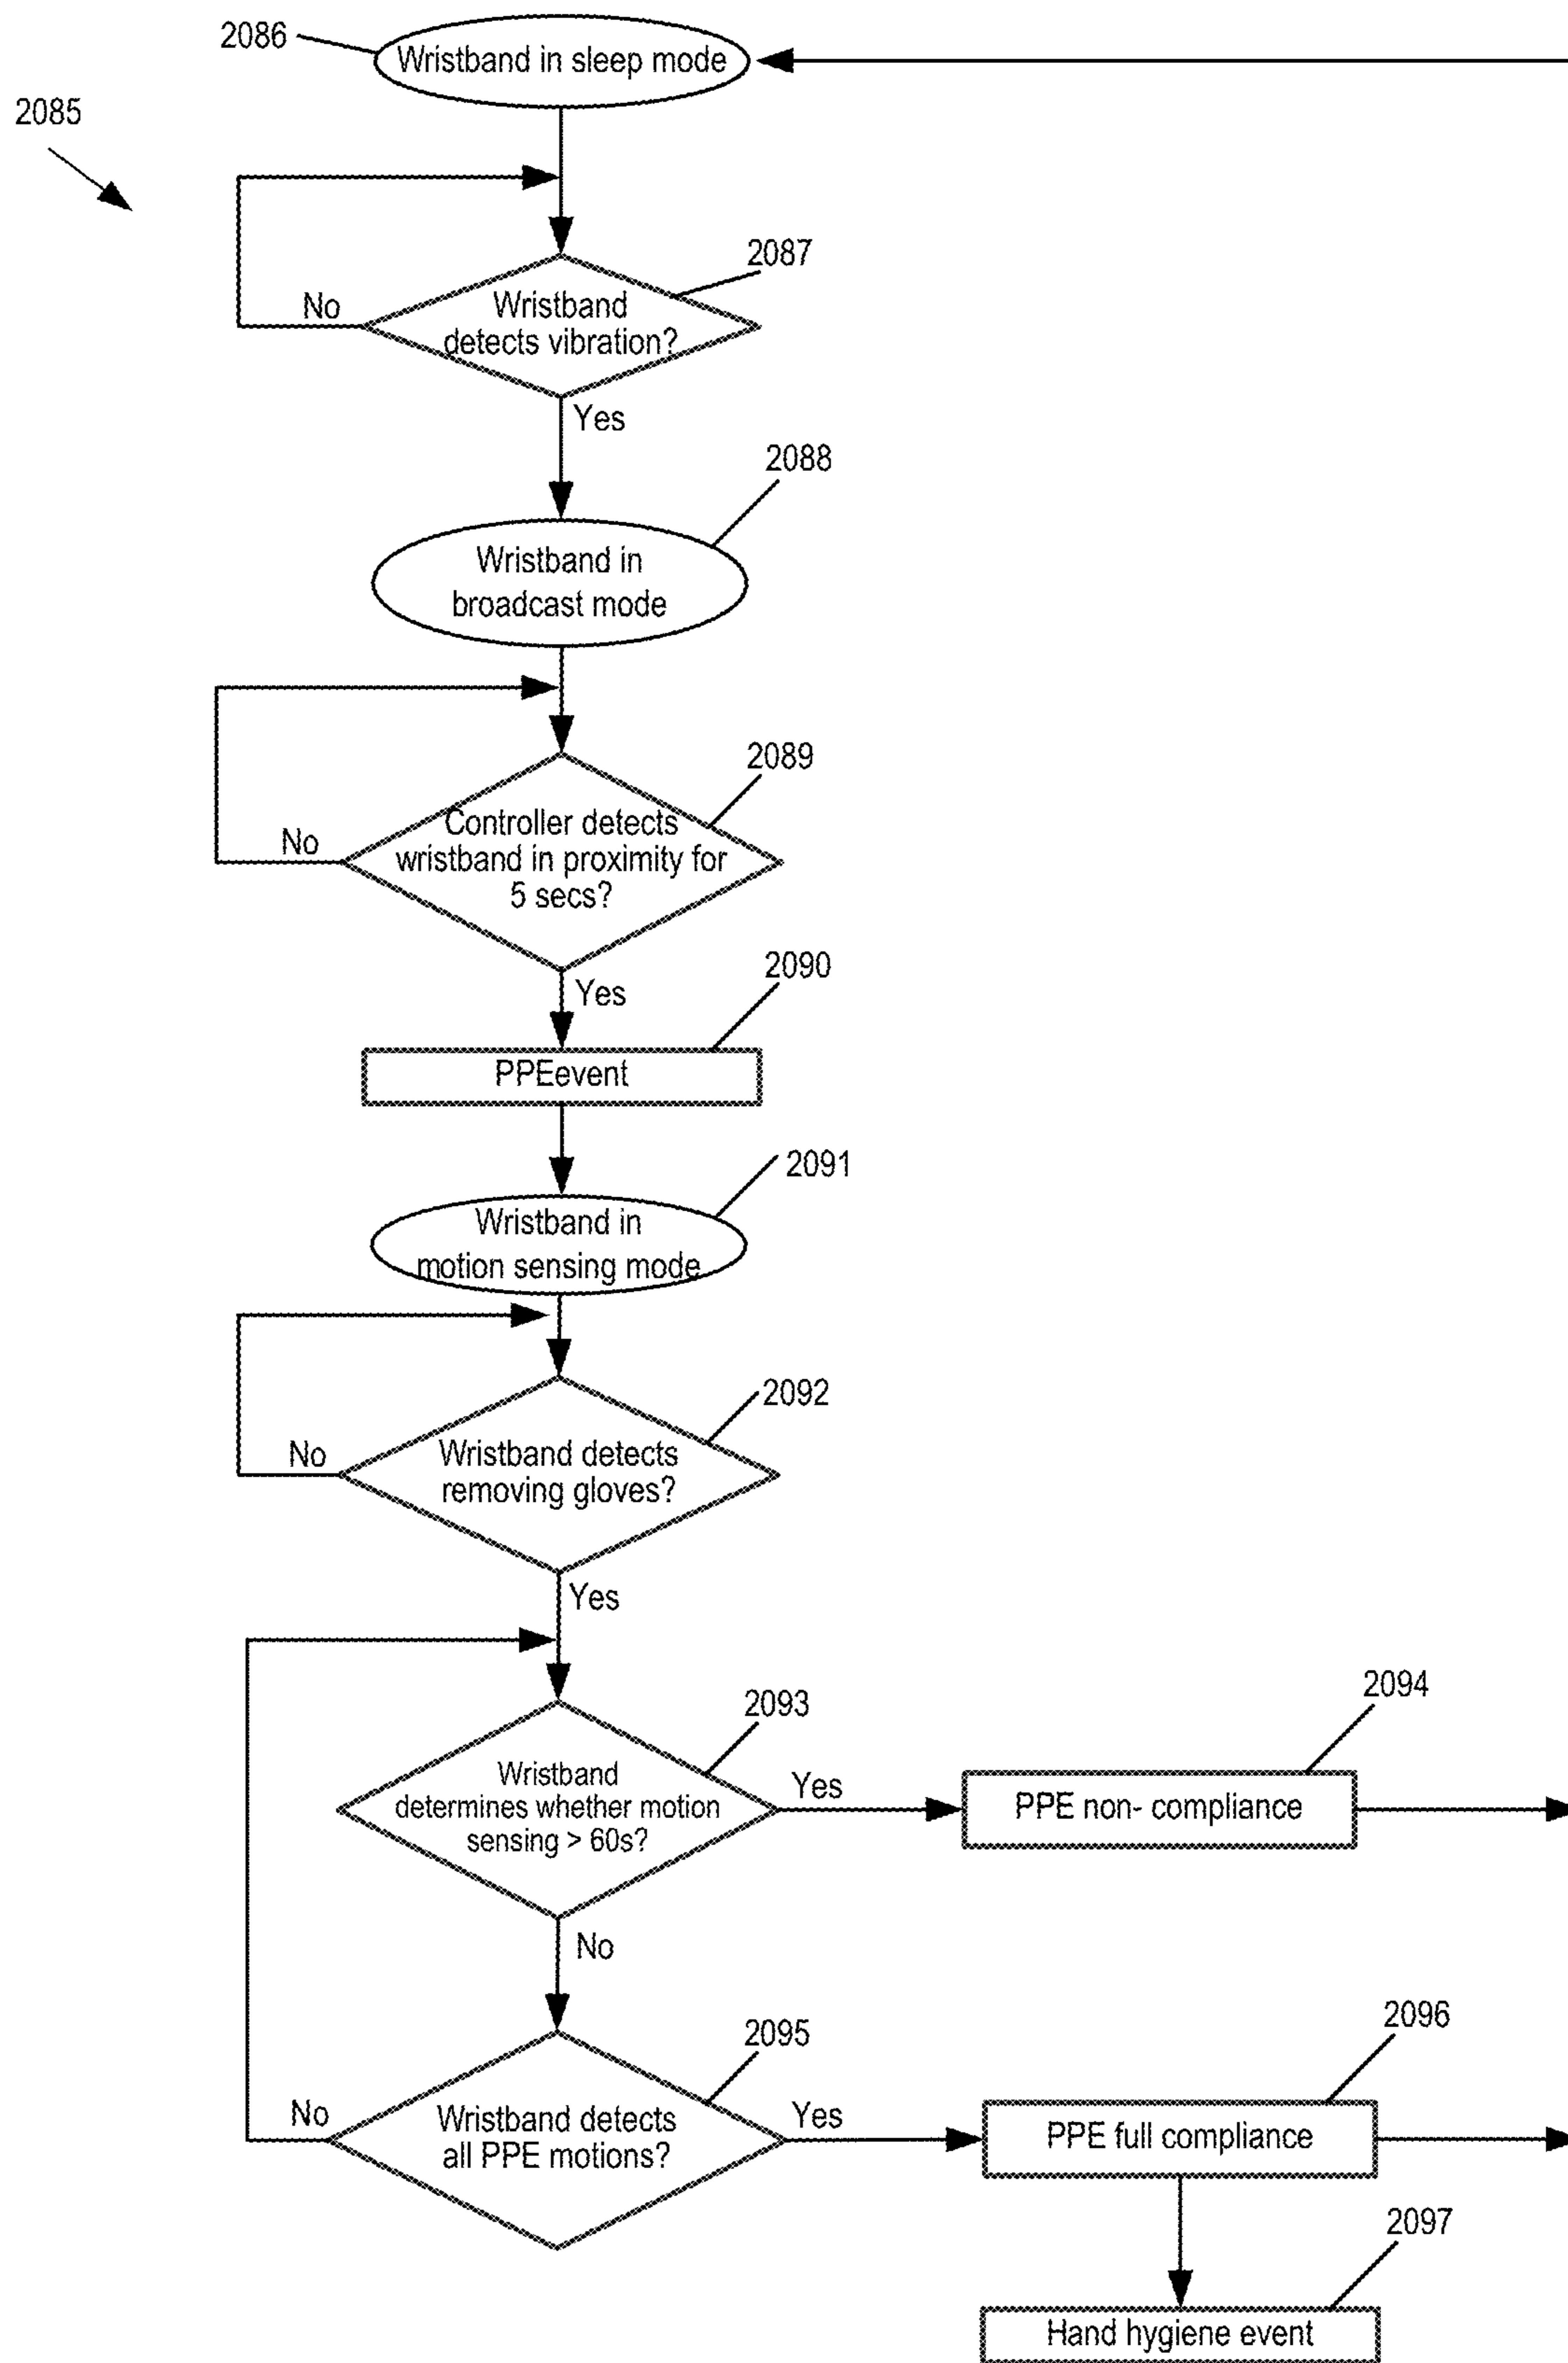 2086
Wristband in sleep mode
2085
2087
Wristband
detects vibration?
No
Yes
2088
Wristband in
broadcast mode
2089
Controller detects
wristband in proximity for
5 secs?
No
Yes
2090
PPEevent
2091
Wristband in
motion sensing mode
2092
Wristband detects
removing gloves?
No
Yes
2093
Wristband
determines whether motion
sensing > 60s?
Yes
2094
PPE non- compliance
No
2095
Wristband detects
all PPE motions?
No
Yes
2096
PPE full compliance
2097
Hand hygiene event